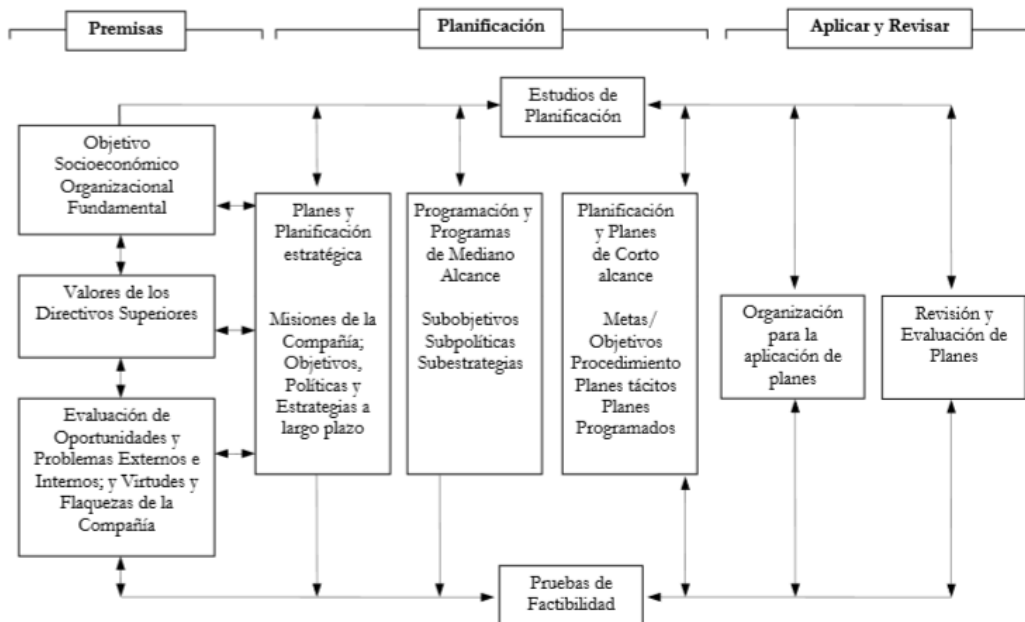 Premisas
Planificación
Aplicar y Revisar
Estudios de
Planificación
Objetivo
Socioeconómico
Organizacional
Fundamental
Valores de los
Directivos Superiores
Evaluación de
Oportunidades y
Problemas Externos e
Internos; y Virtudes y
Flaquezas de la
Compañía
Planes y
Planificación
estratégica
Misiones de la
Compañía;
Objetivos,
Políticas y
Estrategias a
largo plazo
Programación y
Programas
de Mediano
Alcance
Subobjetivos
Subpolíticas
Subestrategias
Planificación
y Planes
de Corto
alcance
Metas/
Objetivos
Procedimiento
Planes tácitos
Planes
Programados
Organización
para la
aplicación de
planes
Revisión y
Evaluación de
Planes
Pruebas de
Factibilidad